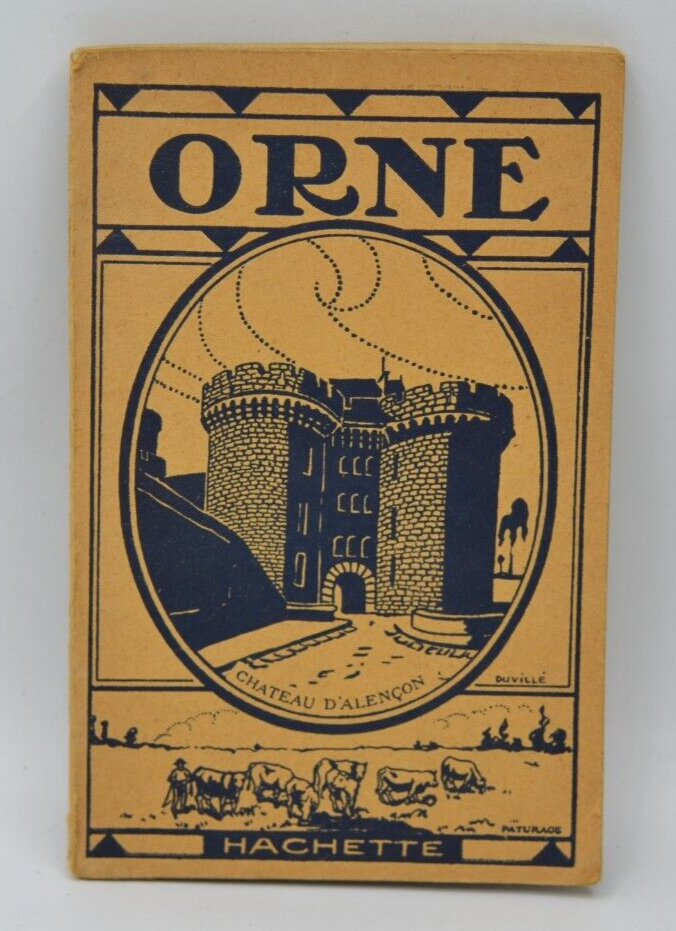 ORNE
CHATEAU D'ALENÇON
DUVILLÉ
PATURAGE
HACHETTE